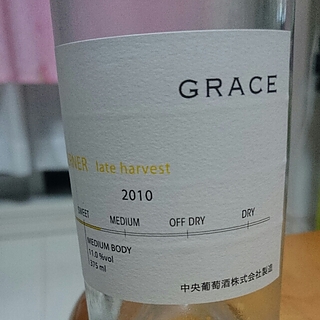 GRACE
late harvest
2010
SWEET MEDIUM OFF DRY DRY
MEDIUM BODY
11.0 %vol
375 ml
中央葡萄酒株式会社製造